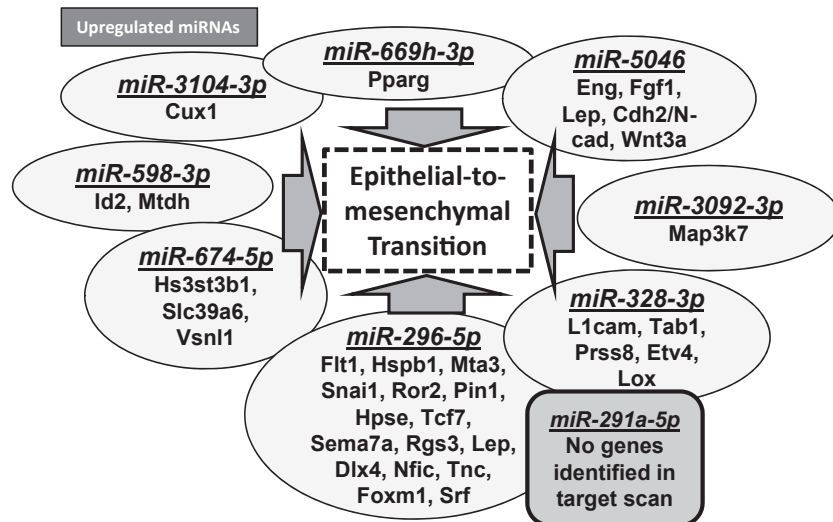 Upregulated miRNAs
miR-669h-3p
Pparg
miR-5046
Eng, Fgf1,
Lep, Cdh2/N-
cad, Wnt3a
miR-3104-3p
Cux1
miR-598-3p
Id2, Mtdh
Epithelial-to-
mesenchymal
Transition
miR-3092-3p
Map3k7
miR-674-5p
Hs3st3b1,
Slc39a6,
Vsnl1
miR-328-3p
L1cam, Tab1,
Prss8, Etv4,
Lox
miR-296-5p
Flt1, Hspb1, Mta3,
Snai1, Ror2, Pin1,
Hpse, Tcf7,
Sema7a, Rgs3, Lep,
Dlx4, Nfic, Tnc,
Foxm1, Srf
miR-291a-5p
No genes
identified in
target scan